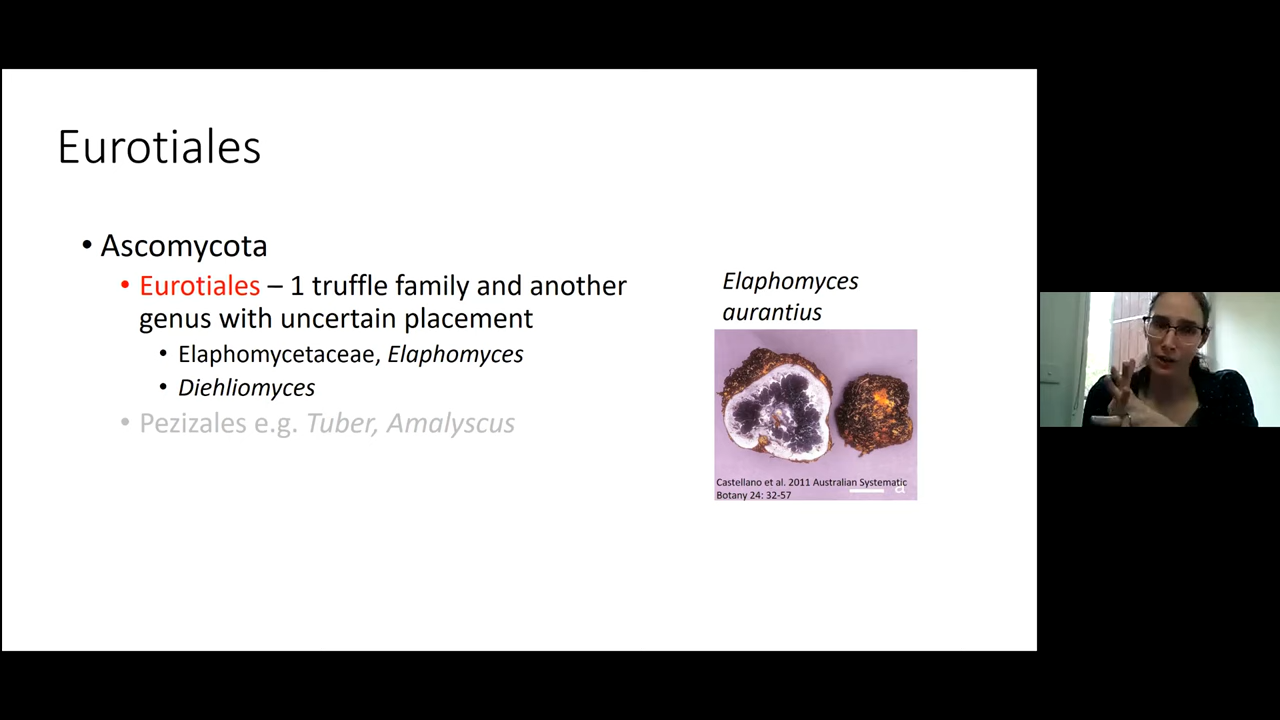 Eurotiales
• Ascomycota
• Eurotiales – 1 truffle family and another
genus with uncertain placement
• Elaphomycetaceae, Elaphomyces
• Diehliomyces
• Pezizales e.g. Tuber, Amalyscus
Elaphomyces
aurantius
Castellano et al. 2011 Australian Systematic
Botany 24: 32-57
a